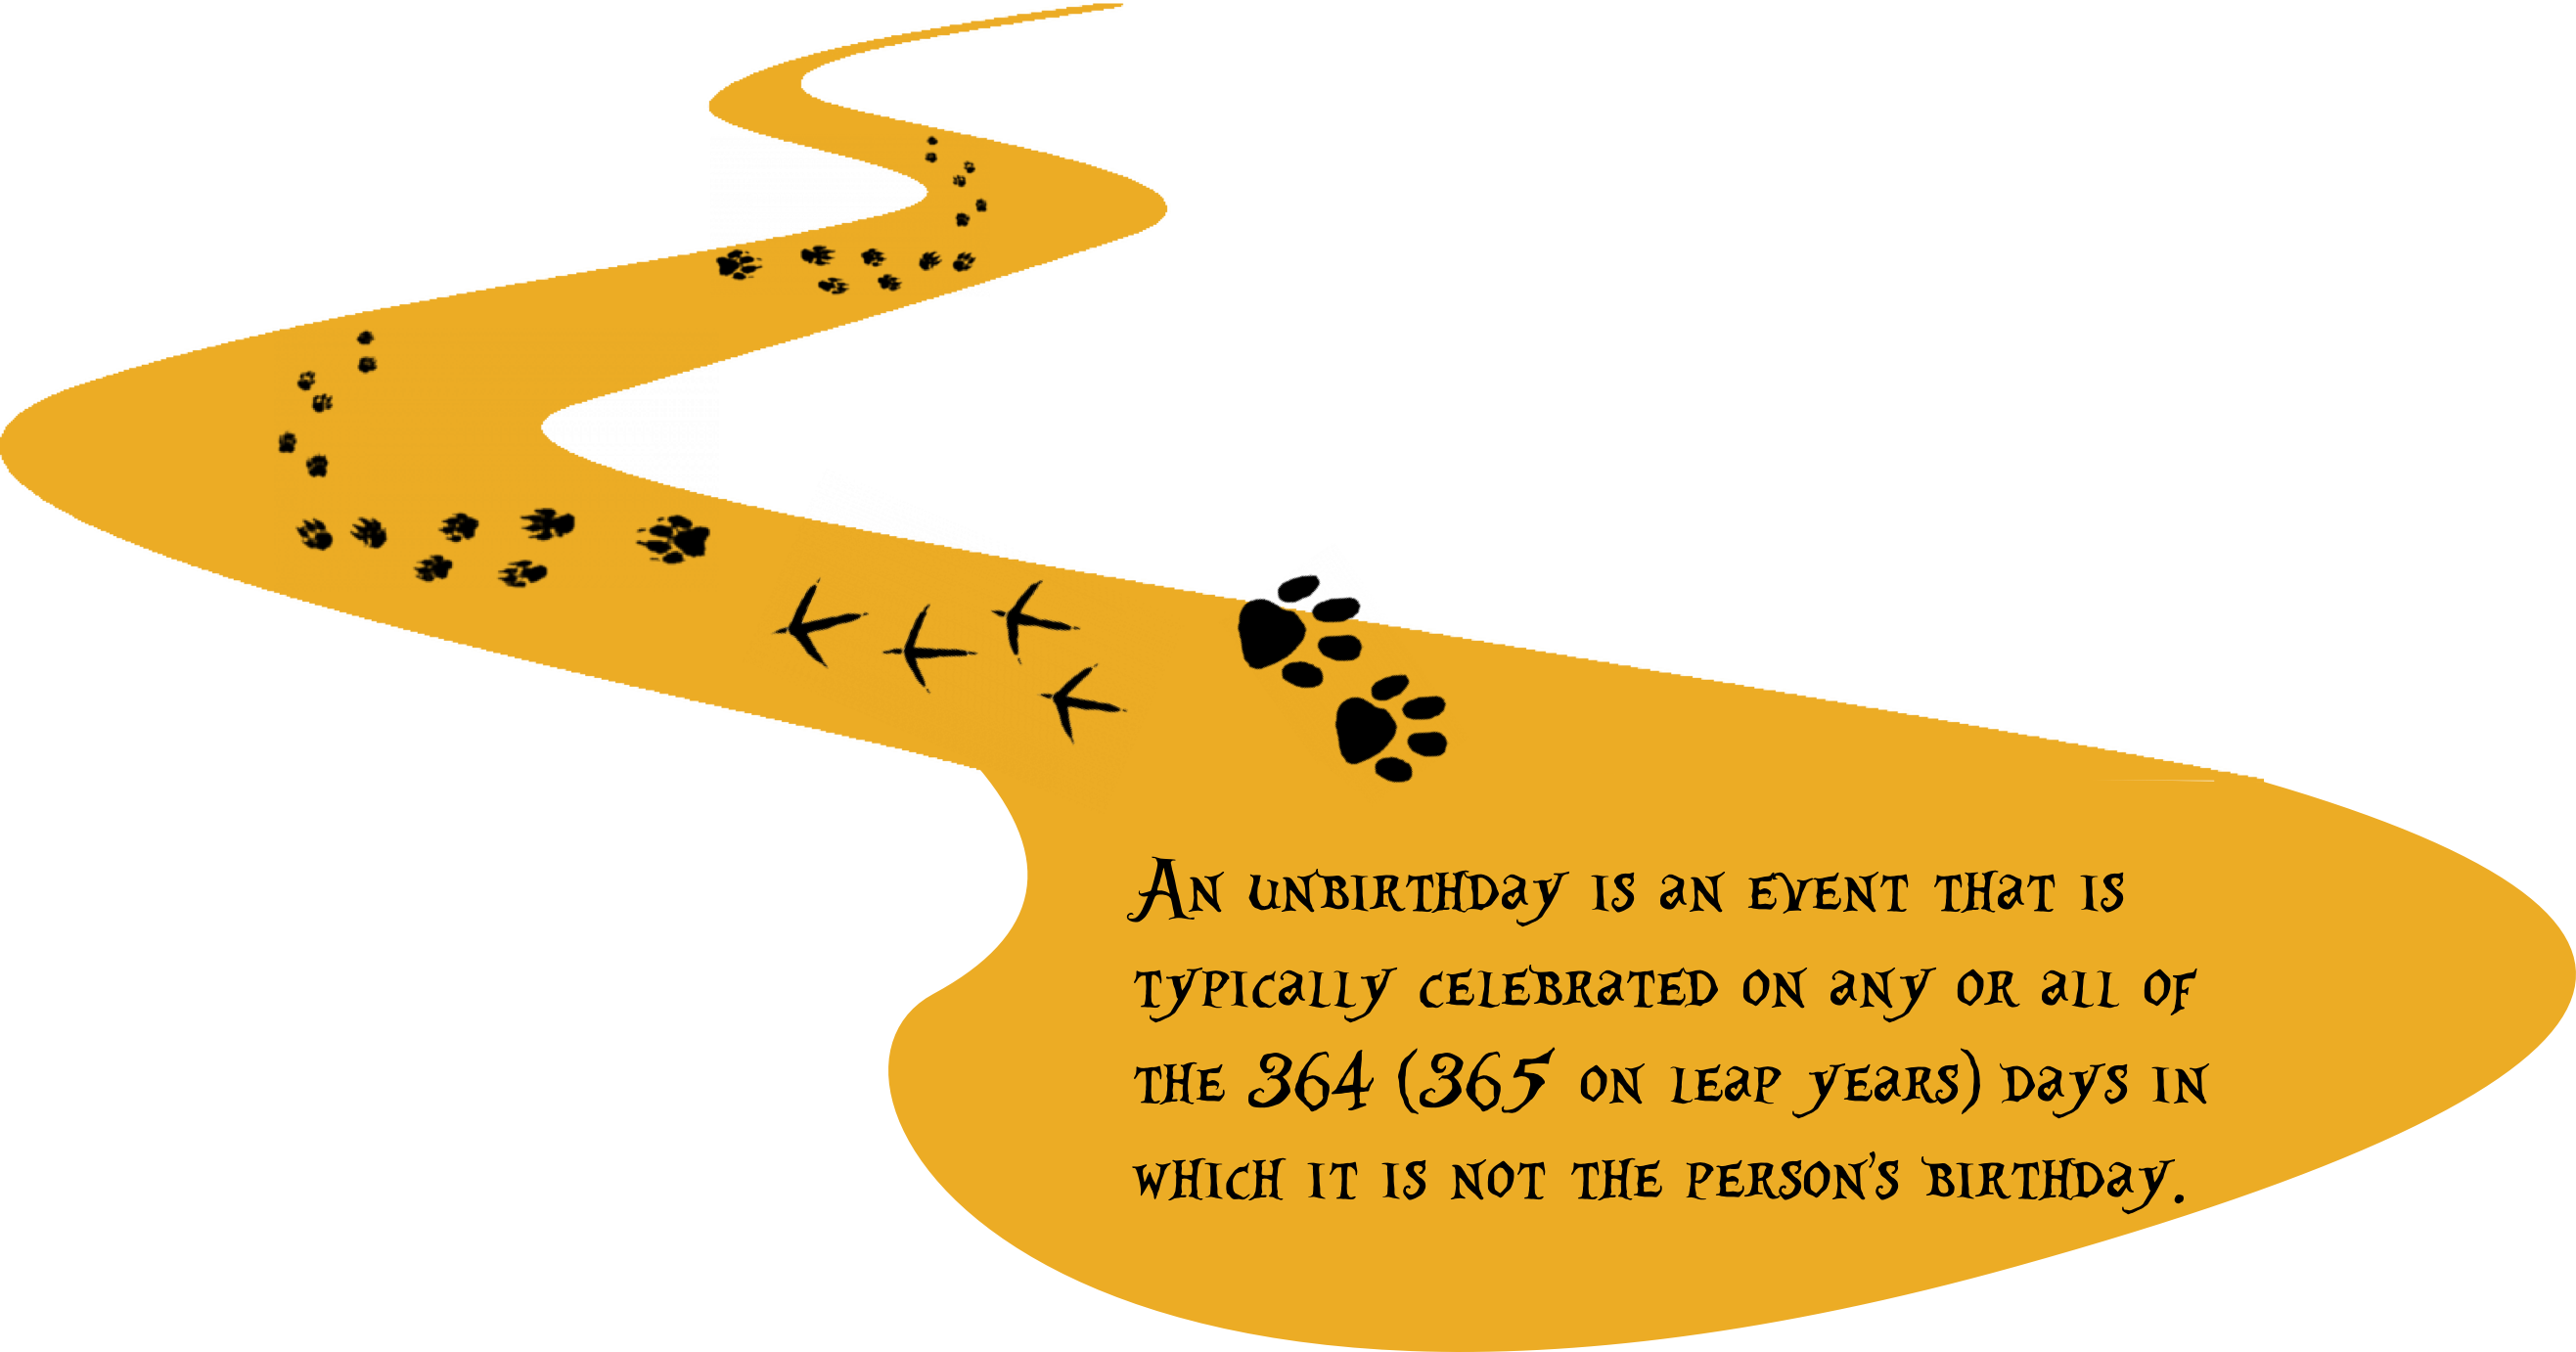 An unbirthday is an event that is
typically celebrated on any or all of
the 364 (365 on leap years) days in
which it is not the person's birthday.